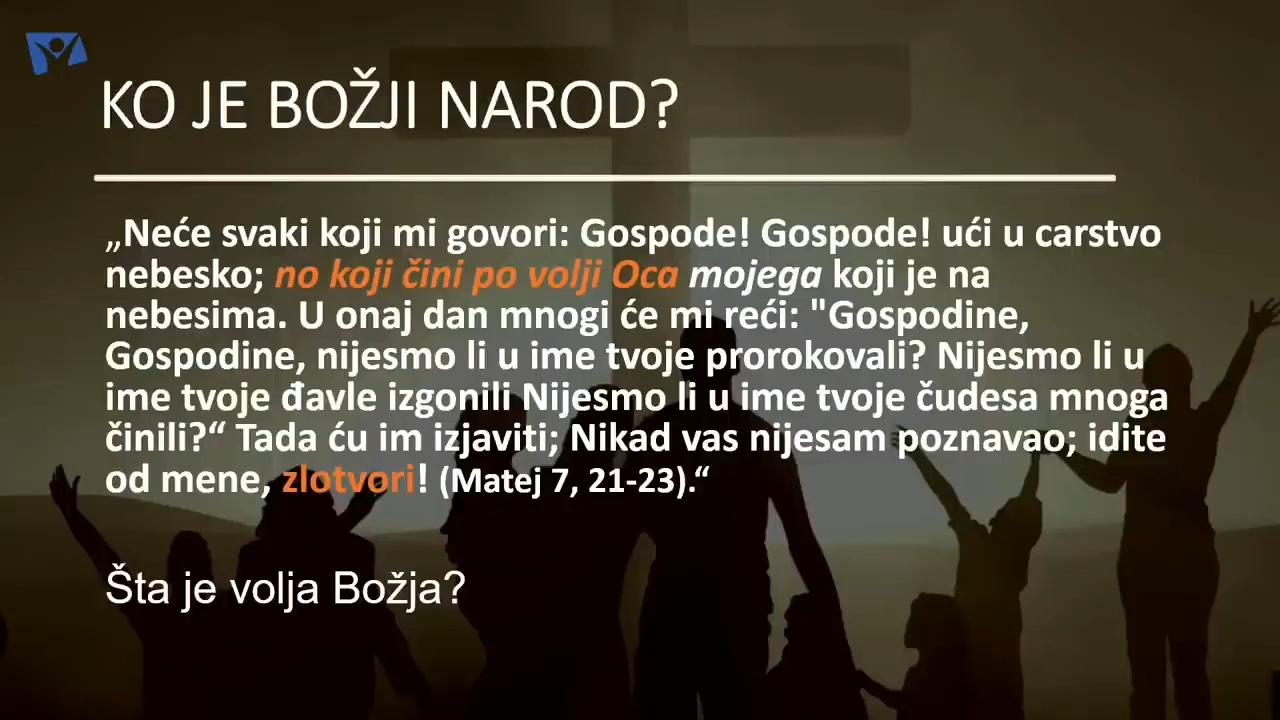 KO JE BOŽJI NAROD?
„Neće svaki koji mi govori: Gospode! Gospode! ući u carstvo
nebesko; no koji čini po volji Oca mojega koji je na
nebesima. U onaj dan mnogi će mi reći: "Gospodine,
Gospodine, nijesmo li u ime tvoje prorokovali? Nijesmo li u
ime tvoje đavle izgonili Nijesmo li u ime tvoje čudesa mnoga
činili?“ Tada ću im izjaviti; Nikad vas nijesam poznavao; idite
od mene, zlotvori! (Matej 7, 21-23).“
Šta je volja Božja?